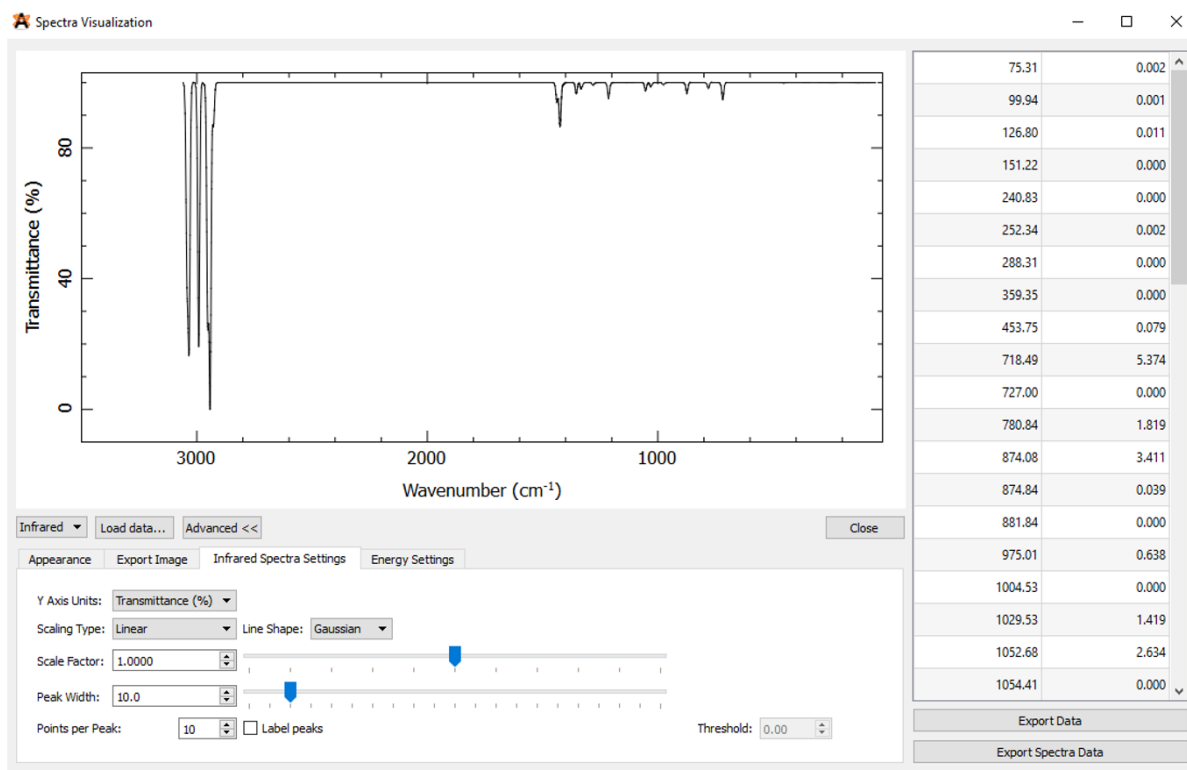 Spectra Visualization
80
40
0
Transmittance (%)
3000 2000 1000
Wavenumber (cm-1)
75.31 0.002
99.94 0.001
126.80 0.011
151.22 0.000
240.83 0.000
252.34 0.002
288.31 0.000
359.35 0.000
453.75 0.079
718.49 5.374
727.00 0.000
780.84 1.819
874.08 3.411
874.84 0.039
881.84 0.000
975.01 0.638
1004.53 0.000
1029.53 1.419
1052.68 2.634
1054.41 0.000
Infrared Load data... Advanced << Close
Appearance Export Image Infrared Spectra Settings Energy Settings
Y Axis Units: Transmittance (%)
Scaling Type: Linear Line Shape: Gaussian
Scale Factor: 1.0000
Peak Width: 10.0
Points per Peak: 10 Label peaks Threshold: 0.00
Export Data
Export Spectra Data